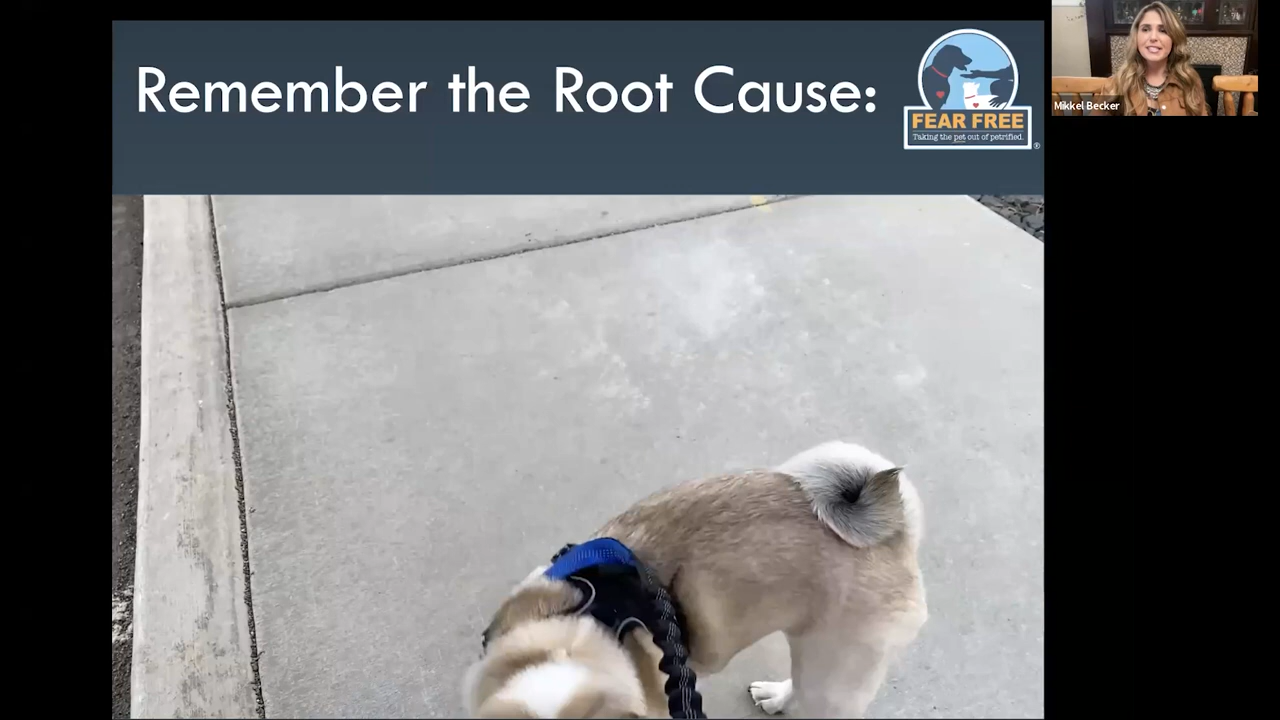 Remember the Root Cause:
FEAR FREE
Taking the pet out of petrified.
®
Mikkel Becker